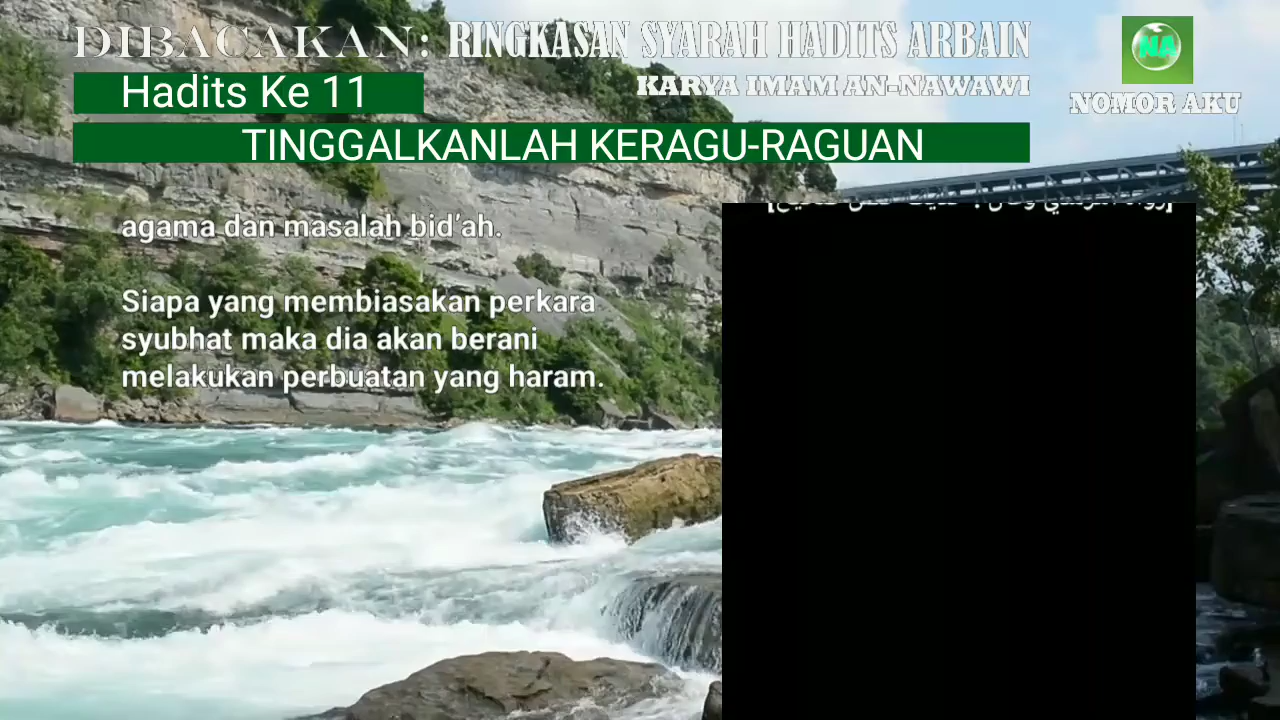 DIBACAKAN: RINGKASAN SYARAH HADITS ARBAIN
KARYA IMAM AN-NAWAWI
NA
NOMOR AKU
Hadits Ke 11
TINGGALKANLAH KERAGU-RAGUAN
agama dan masalah bid’ah.
Siapa yang membiasakan perkara
syubhat maka dia akan berani
melakukan perbuatan yang haram.